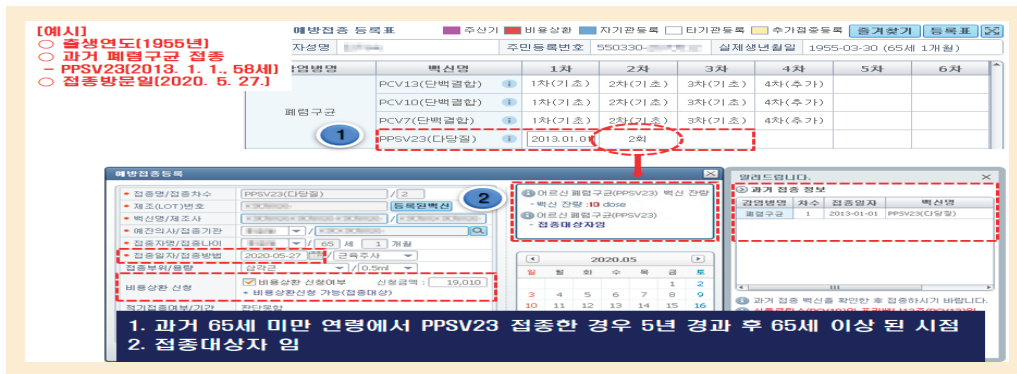 [예시]
○ 출생연도(1955년)
○ 과거 폐렴구균 접종
- PPSV23(2013. 1. 1., 58세)
○ 접종방문일(2020. 5. 27.)
예방접종 등록표 주산기 비용상환 자기관등록 타기관등록 추가접종등록 즐겨찾기 등록표
자성명 주민등록번호 550330- 실제생년월일 1955-03-30 (65세 1개월)
감염병명 백신명 1차 2차 3차 4차 5차 6차
폐렴구균
PCV13(단백결합) 1차(기초) 2차(기초) 3차(기초) 4차(추가)
PCV10(단백결합) 1차(기초) 2차(기초) 3차(기초) 4차(추가)
PCV7(단백결합) 1차(기초) 2차(기초) 3차(기초) 4차(추가)
1
PPSV23(다당질) 2013.01.01 2회
예방접종등록
2
접종명/접종차수 PPSV23(다당질) / 2
제조(LOT)번호 등록된백신
백신명/제조사
예진의사/접종기관
접종자명/접종나이 / 65 세 1 개월
접종일자/접종방법 2020-05-27 / 근육주사
접종부위/용량 삼각근 / 0.5ml
비용상환 신청 비용상환 신청여부 신청금액 : 19,010
• 비용상환신청 가능(접종대상)
적기접종여부/기간 판단못함
어르신 폐렴구균(PPSV23) 백신 잔량
- 백신 잔량 :10 dose
어르신 폐렴구균(PPSV23)
- 접종대상자임
2020.05
일 월 화 수 목 금 토
1 2
3 4 5 6 7 8 9
10 11 12 13 14 15 16
알려드립니다.
과거 접종 정보
감염병명 차수 접종일자 백신명
폐렴구균 1 2013-01-01 PPSV23(다당질)
과거 접종 백신을 확인한 후 접종하시기 바랍니다.
1. 과거 65세 미만 연령에서 PPSV23 접종한 경우 5년 경과 후 65세 이상 된 시점
2. 접종대상자 임